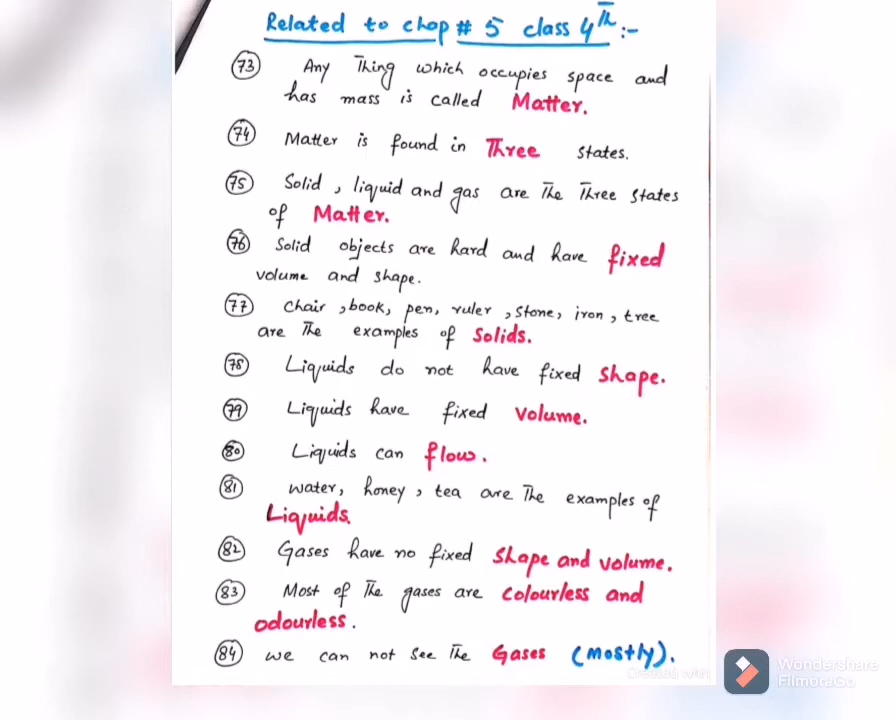 Related to chap # 5 class 4th :-
73 Any Thing which occupies space and
has mass is called Matter.
74 Matter is found in Three states.
75 Solid, liquid and gas are The Three states
of Matter.
76 Solid objects are hard and have fixed
volume and shape.
77 chair, book, pen, ruler, stone, iron, tree
are The examples of Solids.
78 Liquids do not have fixed shape.
79 Liquids have fixed volume.
80 Liquids can flow.
81 water, honey, tea are The examples of
Liquids.
82 Gases have no fixed shape and volume.
83 Most of The gases are colourless and
odourless.
84 we can not see The Gases (mostly).
Created with
Wondershare
FilmoraGo